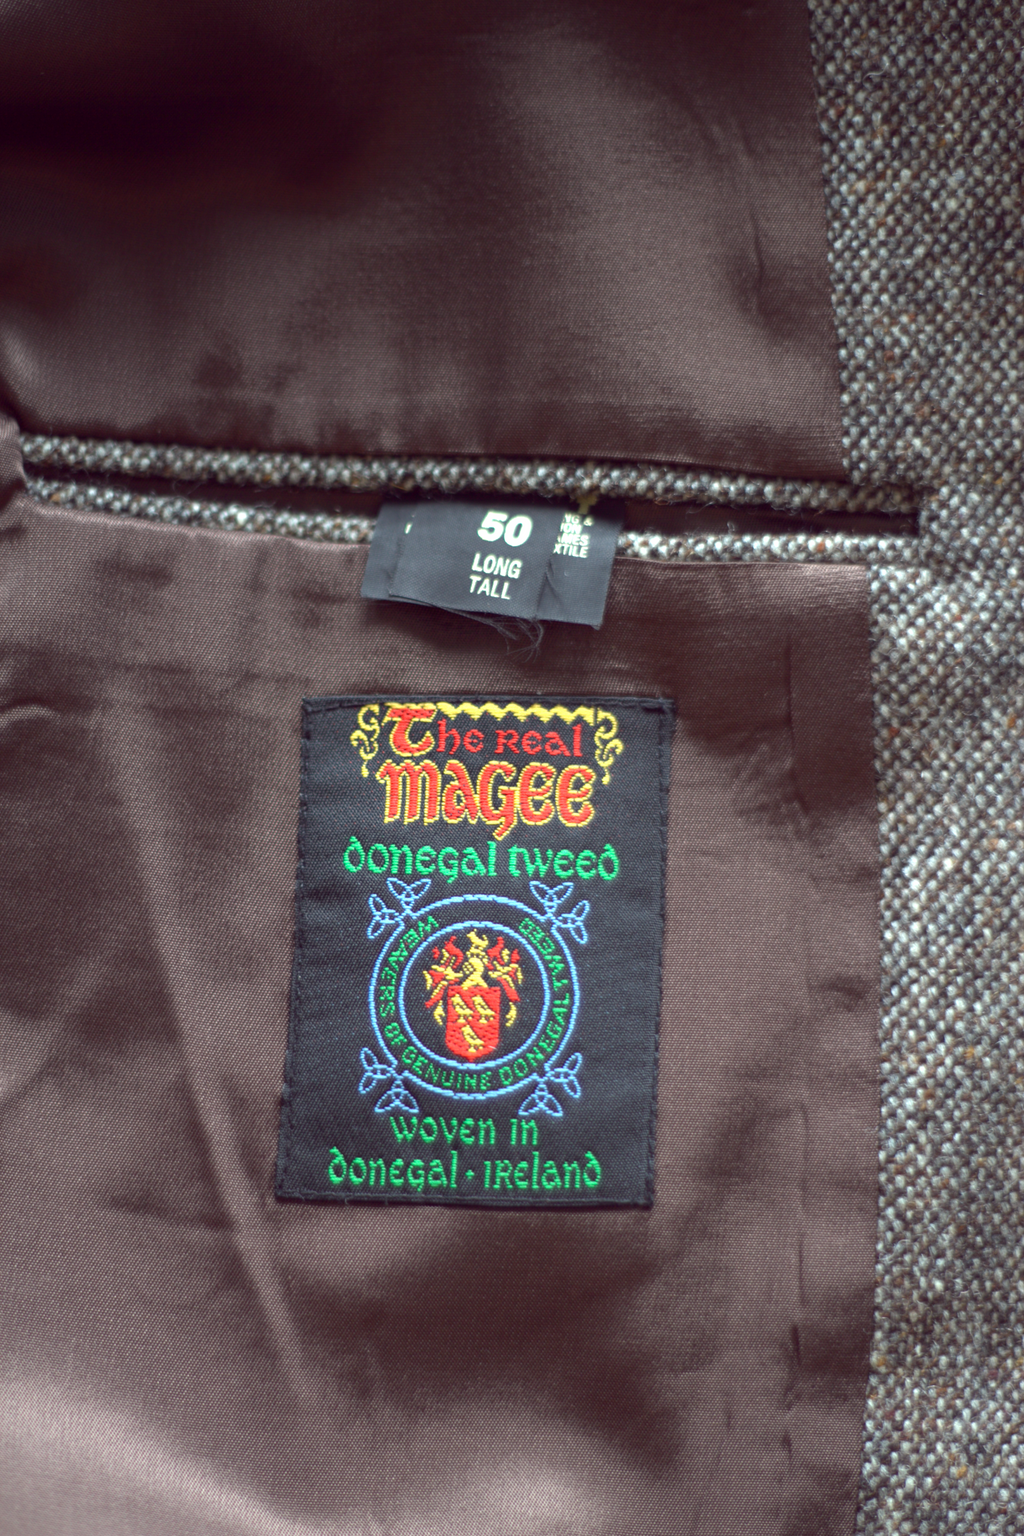 50
LONG
TALL
The Real
Magee
donegal tweed
WEAVERS OF GENUINE DONEGAL TWEED
woven in
donegal · Ireland